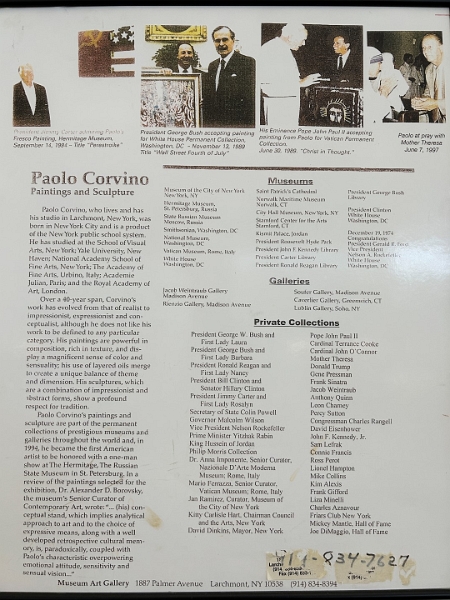 President Jimmy Carter admiring Paolo's
Fresco Painting, Hermitage Museum,
September 14, 1994 - Title "Perestroika"
President George Bush accepting painting
for White House Permanent Collection,
Washington, DC - November 13, 1989
Title "Wall Street Fourth of July"
His Eminence Pope John Paul II accepting
painting from Paolo for Vatican Permanent
Collection.
June 30, 1989. "Christ in Thought."
Paolo at pray with
Mother Therese
June 7, 1997
Paolo Corvino
Paintings and Sculpture
Paolo Corvino, who lives and has
his studio in Larchmont, New York, was
born in New York City and is a product
of the New York public school system.
He has studied at the School of Visual
Arts, New York; Yale University, New
Haven; National Academy School of
Fine Arts, New York; The Academy of
Fine Arts, Urbino, Italy; Academie
Julian, Paris; and the Royal Academy of
Art, London.
Over a 40-year span, Corvino's
work has evolved from that of realist to
impressionist, expressionist and con-
ceptualist, although he does not like his
work to be defined to any particular
category. His paintings are powerful in
composition, rich in texture; and dis-
play a magnificent sense of color and
sensuality; his use of layered oils merge
to create a unique balance of theme
and dimension. His sculptures, which
are a combination of impressionist and
abstract forms, show a profound
respect for tradition.
Paolo Corvino's paintings and
sculpture are part of the permanent
collections of prestigious museums and
galleries throughout the world and, in
1994, he became the first American
artist to be honored with a one-man
show at The Hermitage, The Russian
State Museum in St. Petersburg. In a
review of the paintings selected for the
exhibition, Dr. Alexander D. Borovsky,
the museum's Senior Curator of
Contemporary Art, wrote: "... (his) con-
ceptual stand, which implies analytical
approach to art and to the choice of
expressive means, along with a well
developed retrospective cultural mem-
ory, is, paradoxically, coupled with
Paolo's characteristic overpowering
emotional attitude, sensitivity and
sensual vision..."
Museums
Museum of the City of New York
New York, NY
Hermitage Museum,
St. Petersburg, Russia
State Russian Museum
Moscow, Russia
Smithsonian, Washington, DC
National Museum,
Washington, DC
Vatican Museum, Rome, Italy
White House
Washington, DC
Saint Patrick's Cathedral
Norwalk Maritime Museum
Norwalk, CT
City Hall Museum, New York, NY
Stamford Center for the Arts
Stamford, CT
Kismit Palace, Jordan
President Roosevelt Hyde Park
President John F. Kennedy Library
President Carter Library
President Ronald Reagan Library
President George Bush
Library
President Clinton
White House
Washington, DC
December 19, 1974
Congratulations
President Gerald R. Ford
Vice President
Nelson A. Rockefeller
White House
Washington, DC
Galleries
Jacob Weintraub Gallery
Madison Avenue
Rienzio Gallery, Madison Avenue
Soufer Gallery, Madison Avenue
Cavorlier Gallery, Greenwich, CT
Lublin Gallery, Soho, NY
Private Collections
President George W. Bush and
First Lady Laura
President George Bush and
First Lady Barbara
President Ronald Reagan and
First Lady Nancy
President Bill Clinton and
Senator Hillary Clinton
President Jimmy Carter and
First Lady Rosalyn
Secretary of State Colin Powell
Governor Malcolm Wilson
Vice President Nelson Rockefeller
Prime Minister Yitzhak Rabin
King Hessein of Jordan
Philip Morris Collection
Dr. Anna Imponente, Senior Curator,
Nazionale D'Arte Moderna
Museum; Rome, Italy
Mario Ferrazza, Senior Curator,
Vatican Museum; Rome, Italy
Jan Ramirez, Curator; Museum of
the City of New York
Kitty Carlisle Hart, Chairman Council
and the Arts, New York
David Dinkins, Mayor, New York
Pope John Paul II
Cardinal Terrance Cooke
Cardinal John O'Connor
Mother Theresa
Donald Trump
Gene Pressman
Frank Sinatra
Jacob Weintraub
Anthony Quinn
Leon Charney
Percy Sutton
Congressman Charles Rangell
David Eisenhower
John F. Kennedy, Jr.
Sam Lefrak
Connie Francis
Ross Perot
Lionel Hampton
Mike Collins
Kim Alexis
Frank Gifford
Liza Minelli
Charles Aznavour
Friars Club New York
Mickey Mantle, Hall of Fame
Joe DiMaggio, Hall of Fame
914-834-7627
Museum Art Gallery 1887 Palmer Avenue Larchmont, NY 10538 (914) 834-8394